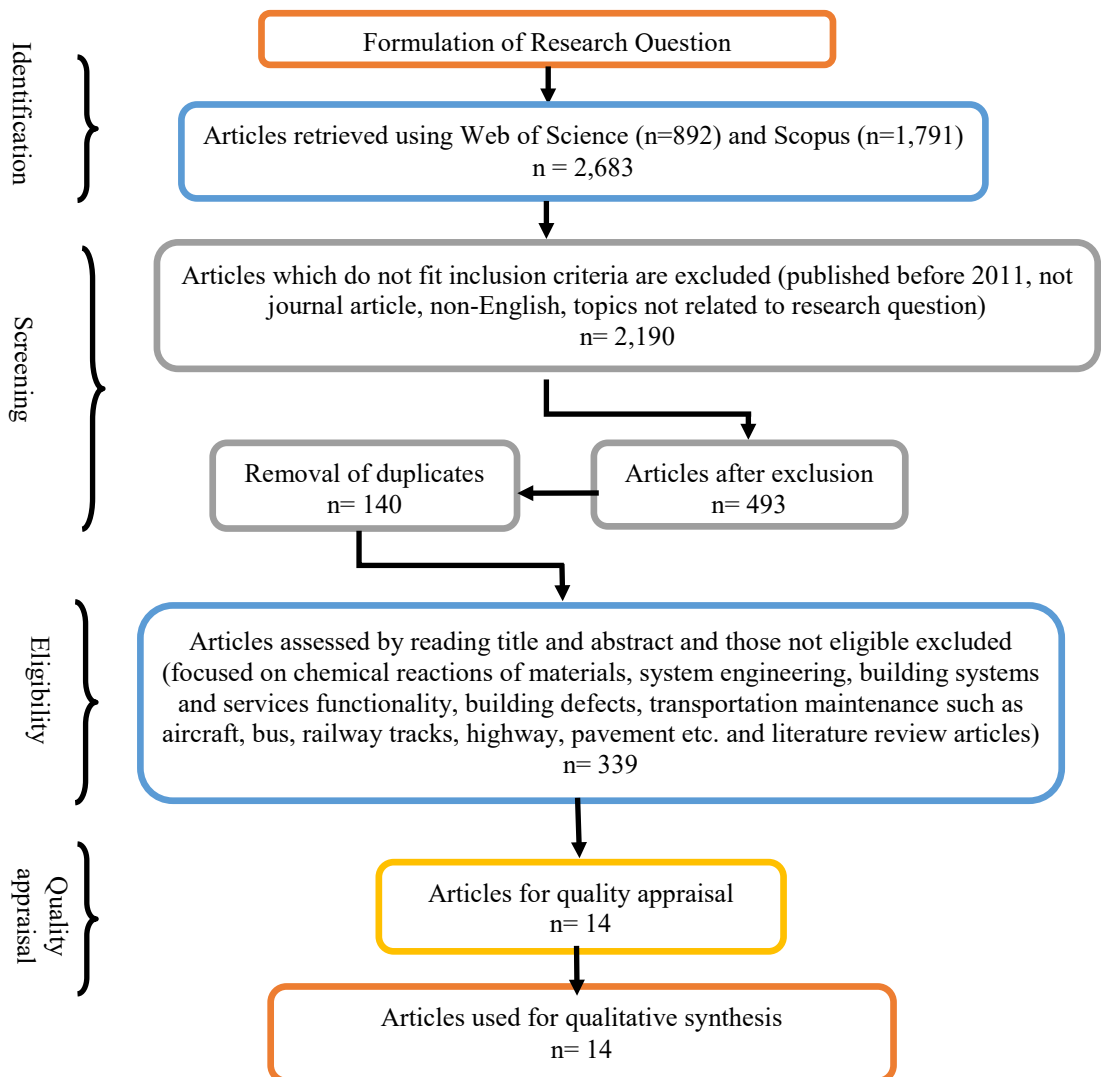 Formulation of Research Question
Identification
Articles retrieved using Web of Science (n=892) and Scopus (n=1,791)
n = 2,683
Screening
Articles which do not fit inclusion criteria are excluded (published before 2011, not
journal article, non-English, topics not related to research question)
n= 2,190
Removal of duplicates
n= 140
Articles after exclusion
n= 493
Eligibility
Articles assessed by reading title and abstract and those not eligible excluded
(focused on chemical reactions of materials, system engineering, building systems
and services functionality, building defects, transportation maintenance such as
aircraft, bus, railway tracks, highway, pavement etc. and literature review articles)
n= 339
Quality
appraisal
Articles for quality appraisal
n= 14
Articles used for qualitative synthesis
n= 14